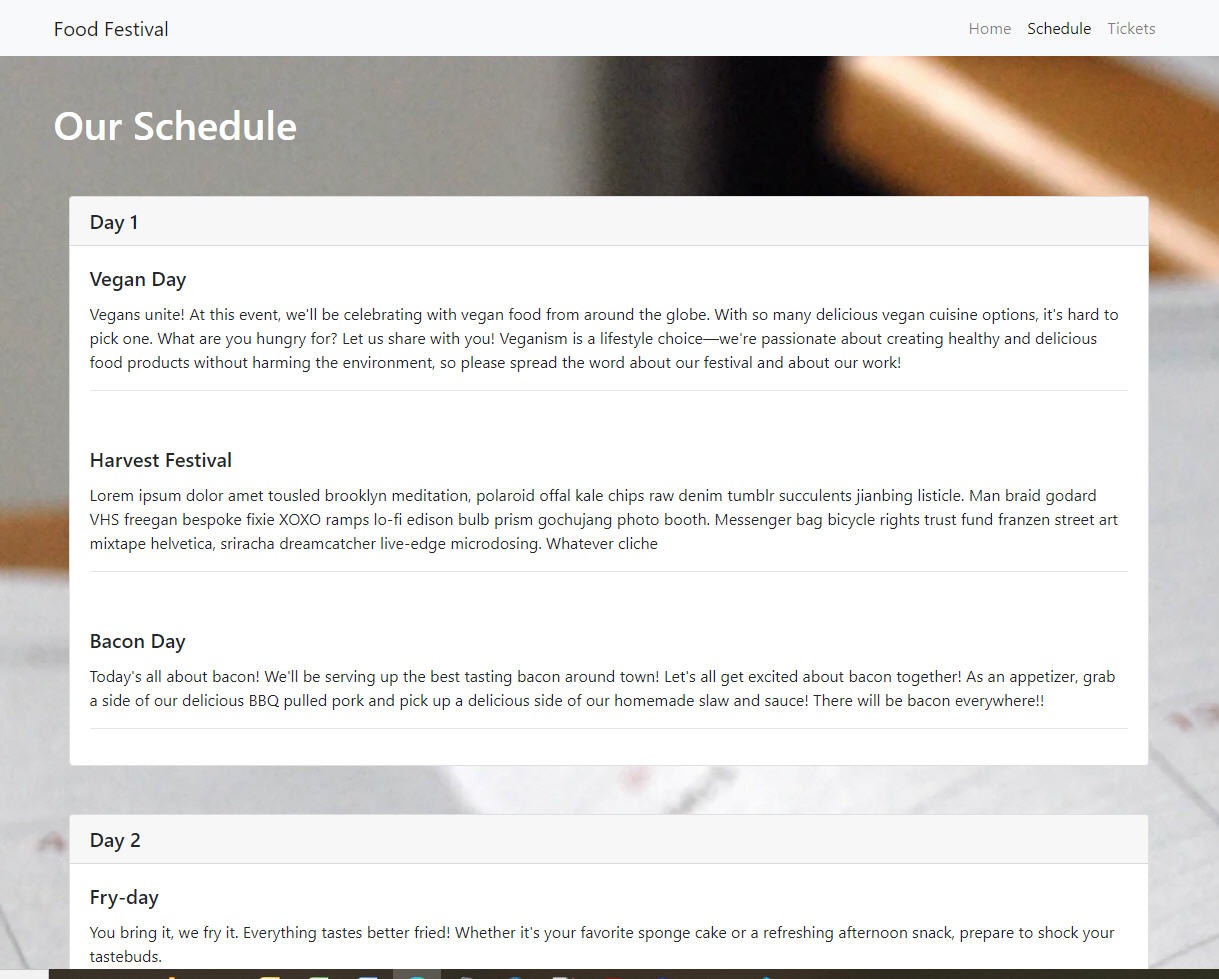 Food Festival
Home Schedule Tickets
Our Schedule
Day 1
Vegan Day
Vegans unite! At this event, we'll be celebrating with vegan food from around the globe. With so many delicious vegan cuisine options, it's hard to
pick one. What are you hungry for? Let us share with you! Veganism is a lifestyle choice—we're passionate about creating healthy and delicious
food products without harming the environment, so please spread the word about our festival and about our work!
Harvest Festival
Lorem ipsum dolor amet tousled brooklyn meditation, polaroid offal kale chips raw denim tumblr succulents jianbing listicle. Man braid godard
VHS freegan bespoke fixie XOXO ramps lo-fi edison bulb prism gochujang photo booth. Messenger bag bicycle rights trust fund franzen street art
mixtape helvetica, sriracha dreamcatcher live-edge microdosing. Whatever cliche
Bacon Day
Today's all about bacon! We'll be serving up the best tasting bacon around town! Let's all get excited about bacon together! As an appetizer, grab
a side of our delicious BBQ pulled pork and pick up a delicious side of our homemade slaw and sauce! There will be bacon everywhere!!
Day 2
Fry-day
You bring it, we fry it. Everything tastes better fried! Whether it's your favorite sponge cake or a refreshing afternoon snack, prepare to shock your
tastebuds.